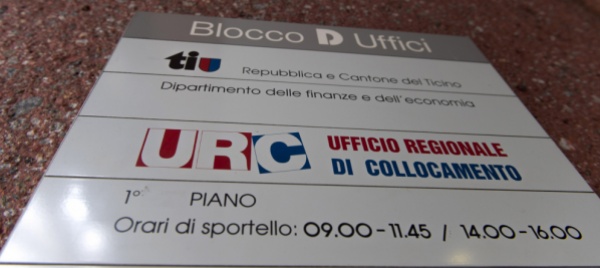 Blocco D Uffici
tiu Repubblica e Cantone del Ticino
Dipartimento delle finanze e dell'economia
URC UFFICIO REGIONALE
DI COLLOCAMENTO
1° PIANO
Orari di sportello: 09.00-11.45 / 14.00-16.00